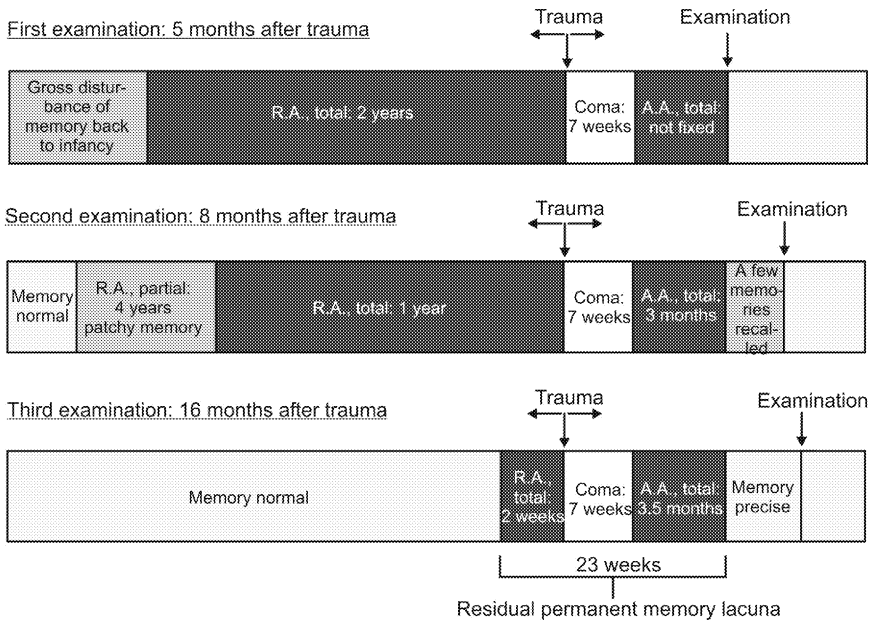 Trauma
Examination
First examination: 5 months after trauma
Gross distur-
bance of
memory back
to infancy
R.A., total: 2 years
Coma:
7 weeks
A.A., total:
not fixed
Trauma
Examination
Second examination: 8 months after trauma
Memory
normal
R.A., partial:
4 years
patchy memory
R.A., total: 1 year
Coma:
7 weeks
A.A., total:
3 months
A few
memo-
ries
recal-
led
Trauma
Examination
Third examination: 16 months after trauma
Memory normal
R.A.,
total:
2 weeks
Coma:
7 weeks
A.A., total:
3.5 months
Memory
precise
23 weeks
Residual permanent memory lacuna